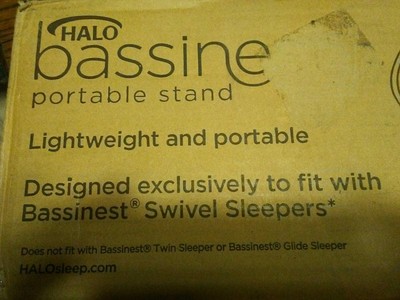 HALO
bassine
portable stand
Lightweight and portable
Designed exclusively to fit with
Bassinest® Swivel Sleepers*
Does not fit with Bassinest® Twin Sleeper or Bassinest® Glide Sleeper
HALOsleep.com